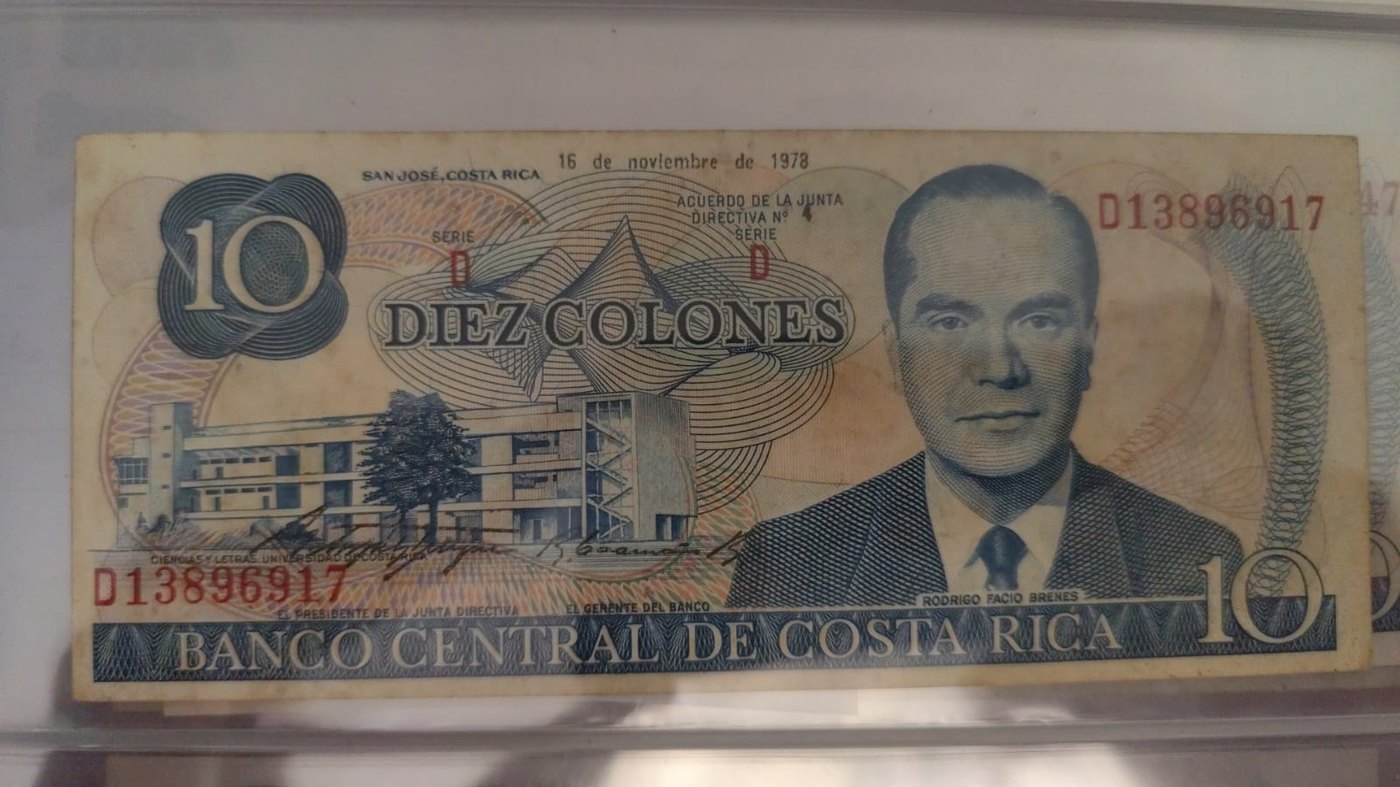 16 de noviembre de 1978
SAN JOSÉ, COSTA RICA
10
ACUERDO DE LA JUNTA
DIRECTIVA Nº 4
D13896917
SERIE
SERIE
D
D
DIEZ COLONES
CIENCIAS Y LETRAS. UNIVERSIDAD DE COSTA RICA
D13896917
EL PRESIDENTE DE LA JUNTA DIRECTIVA
EL GERENTE DEL BANCO
RODRIGO FACIO BRENES
10
BANCO CENTRAL DE COSTA RICA